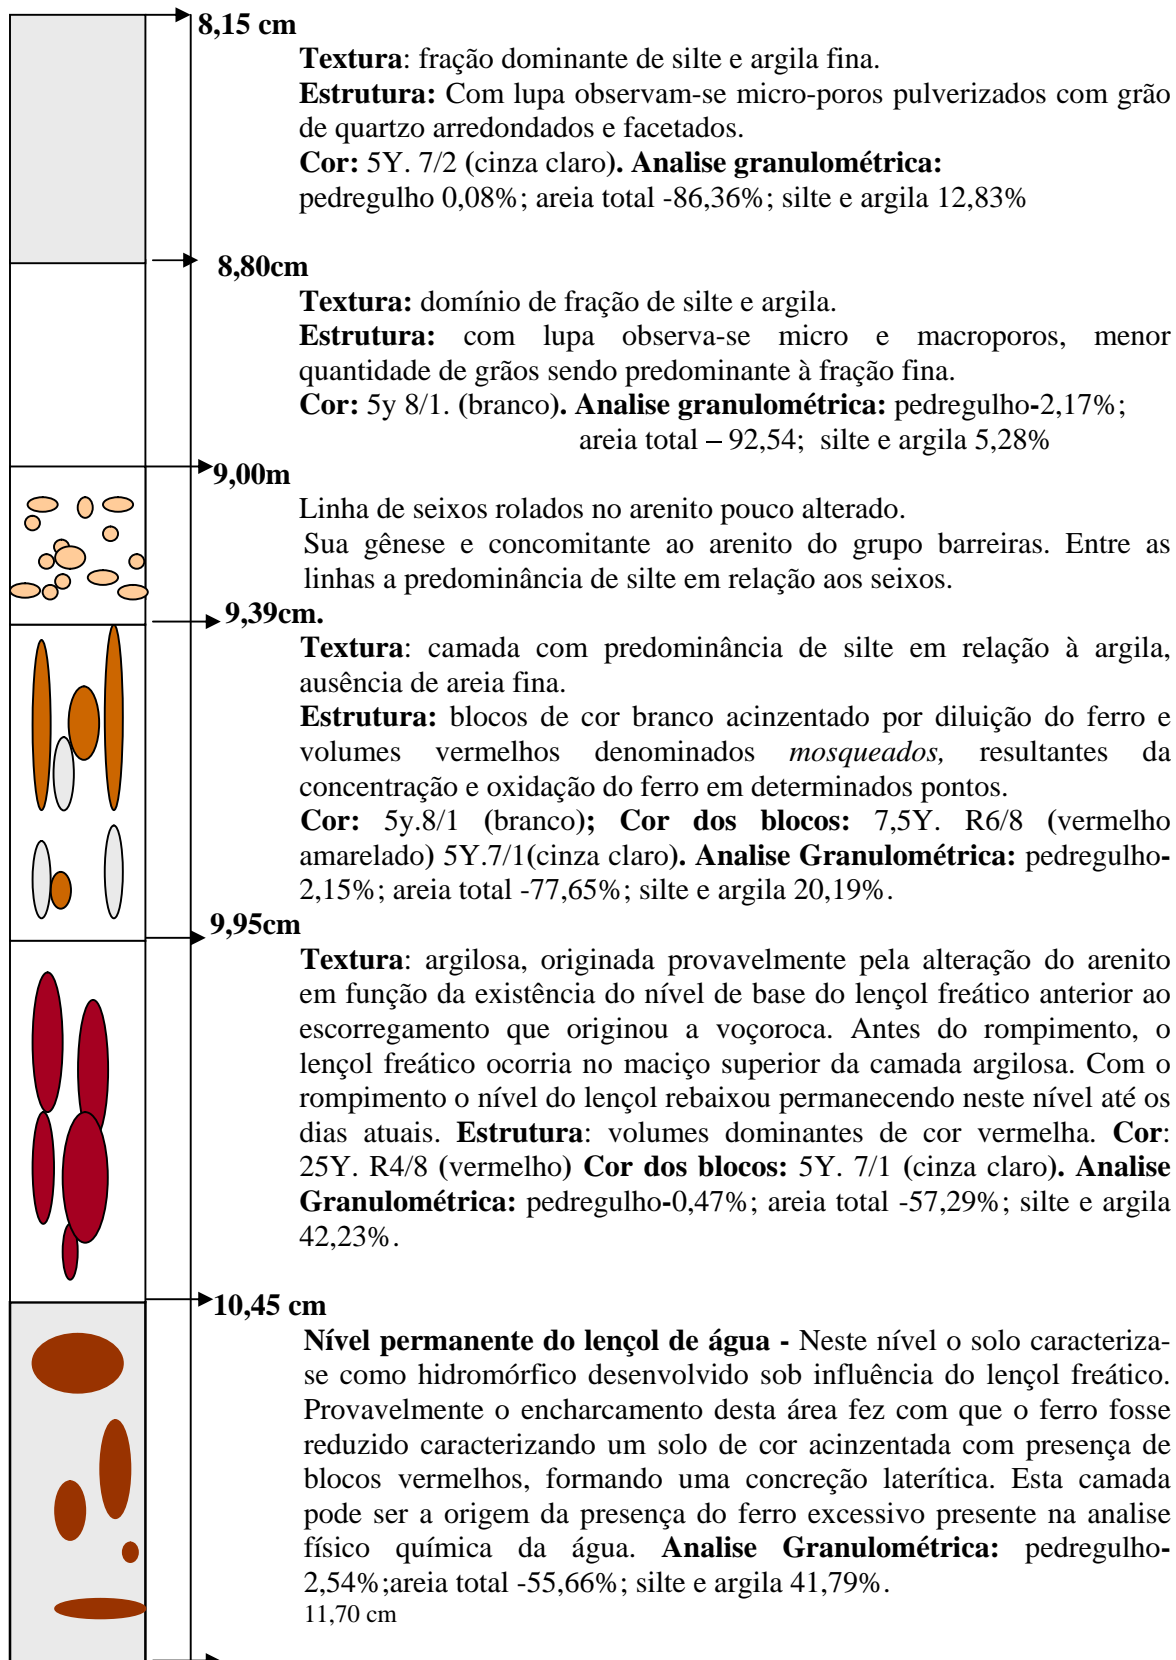 8,15 cm
Textura: fração dominante de silte e argila fina.
Estrutura: Com lupa observam-se micro-poros pulverizados com grão
de quartzo arredondados e facetados.
Cor: 5Y. 7/2 (cinza claro). Analise granulométrica:
pedregulho 0,08%; areia total -86,36%; silte e argila 12,83%
8,80cm
Textura: domínio de fração de silte e argila.
Estrutura: com lupa observa-se micro e macroporos, menor
quantidade de grãos sendo predominante à fração fina.
Cor: 5y 8/1. (branco). Analise granulométrica: pedregulho-2,17%;
areia total – 92,54; silte e argila 5,28%
9,00m
Linha de seixos rolados no arenito pouco alterado.
Sua gênese e concomitante ao arenito do grupo barreiras. Entre as
linhas a predominância de silte em relação aos seixos.
9,39cm.
Textura: camada com predominância de silte em relação à argila,
ausência de areia fina.
Estrutura: blocos de cor branco acinzentado por diluição do ferro e
volumes vermelhos denominados mosqueados, resultantes da
concentração e oxidação do ferro em determinados pontos.
Cor: 5y.8/1 (branco); Cor dos blocos: 7,5Y. R6/8 (vermelho
amarelado) 5Y.7/1(cinza claro). Analise Granulométrica: pedregulho-
2,15%; areia total -77,65%; silte e argila 20,19%.
9,95cm
Textura: argilosa, originada provavelmente pela alteração do arenito
em função da existência do nível de base do lençol freático anterior ao
escorregamento que originou a voçoroca. Antes do rompimento, o
lençol freático ocorria no maciço superior da camada argilosa. Com o
rompimento o nível do lençol rebaixou permanecendo neste nível até os
dias atuais. Estrutura: volumes dominantes de cor vermelha. Cor:
25Y. R4/8 (vermelho) Cor dos blocos: 5Y. 7/1 (cinza claro). Analise
Granulométrica: pedregulho-0,47%; areia total -57,29%; silte e argila
42,23%.
10,45 cm
Nível permanente do lençol de água - Neste nível o solo caracteriza-
se como hidromórfico desenvolvido sob influência do lençol freático.
Provavelmente o encharcamento desta área fez com que o ferro fosse
reduzido caracterizando um solo de cor acinzentada com presença de
blocos vermelhos, formando uma concreção laterítica. Esta camada
pode ser a origem da presença do ferro excessivo presente na analise
físico química da água. Analise Granulométrica: pedregulho-
2,54%;areia total -55,66%; silte e argila 41,79%.
11,70 cm